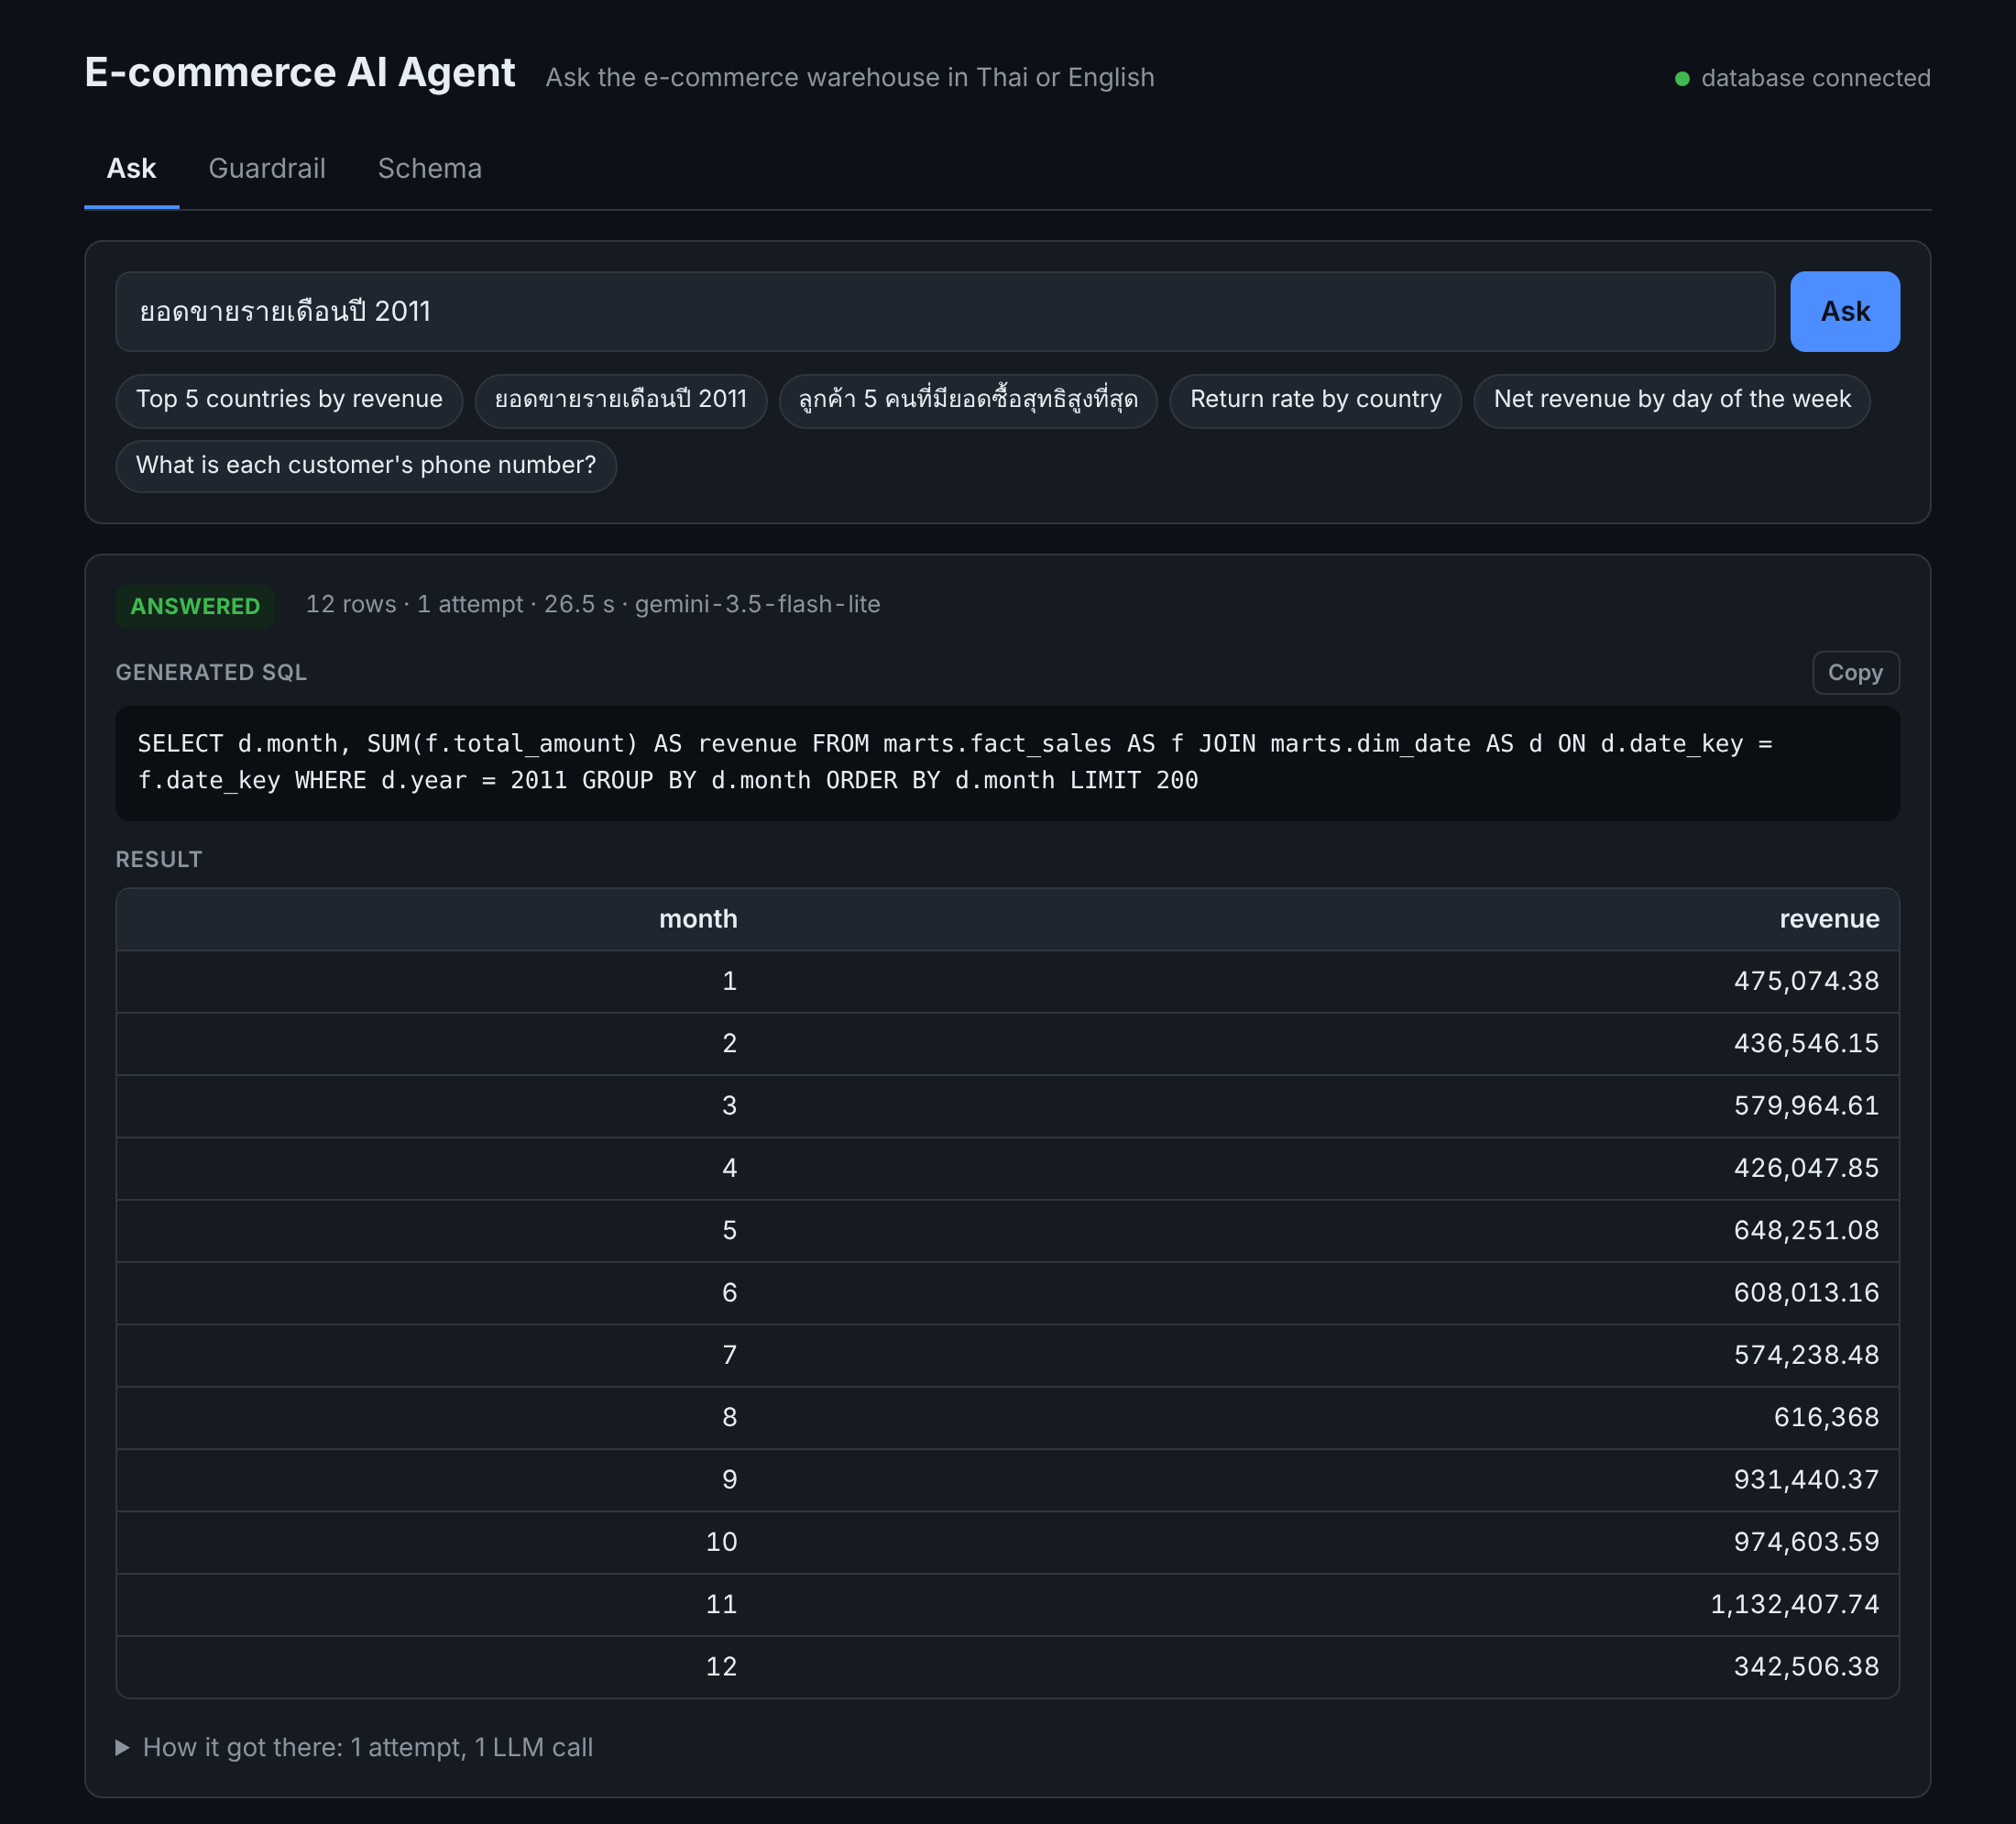 E-commerce AI Agent Ask the e-commerce warehouse in Thai or English database connected
Ask Guardrail Schema
ยอดขายรายเดือนปี 2011 Ask
Top 5 countries by revenue ยอดขายรายเดือนปี 2011 ลูกค้า 5 คนที่มียอดซื้อสุทธิสูงที่สุด Return rate by country Net revenue by day of the week
What is each customer's phone number?
ANSWERED 12 rows · 1 attempt · 26.5 s · gemini-3.5-flash-lite
GENERATED SQL Copy
SELECT d.month, SUM(f.total_amount) AS revenue FROM marts.fact_sales AS f JOIN marts.dim_date AS d ON d.date_key =
f.date_key WHERE d.year = 2011 GROUP BY d.month ORDER BY d.month LIMIT 200
RESULT
month revenue
1 475,074.38
2 436,546.15
3 579,964.61
4 426,047.85
5 648,251.08
6 608,013.16
7 574,238.48
8 616,368
9 931,440.37
10 974,603.59
11 1,132,407.74
12 342,506.38
▶ How it got there: 1 attempt, 1 LLM call